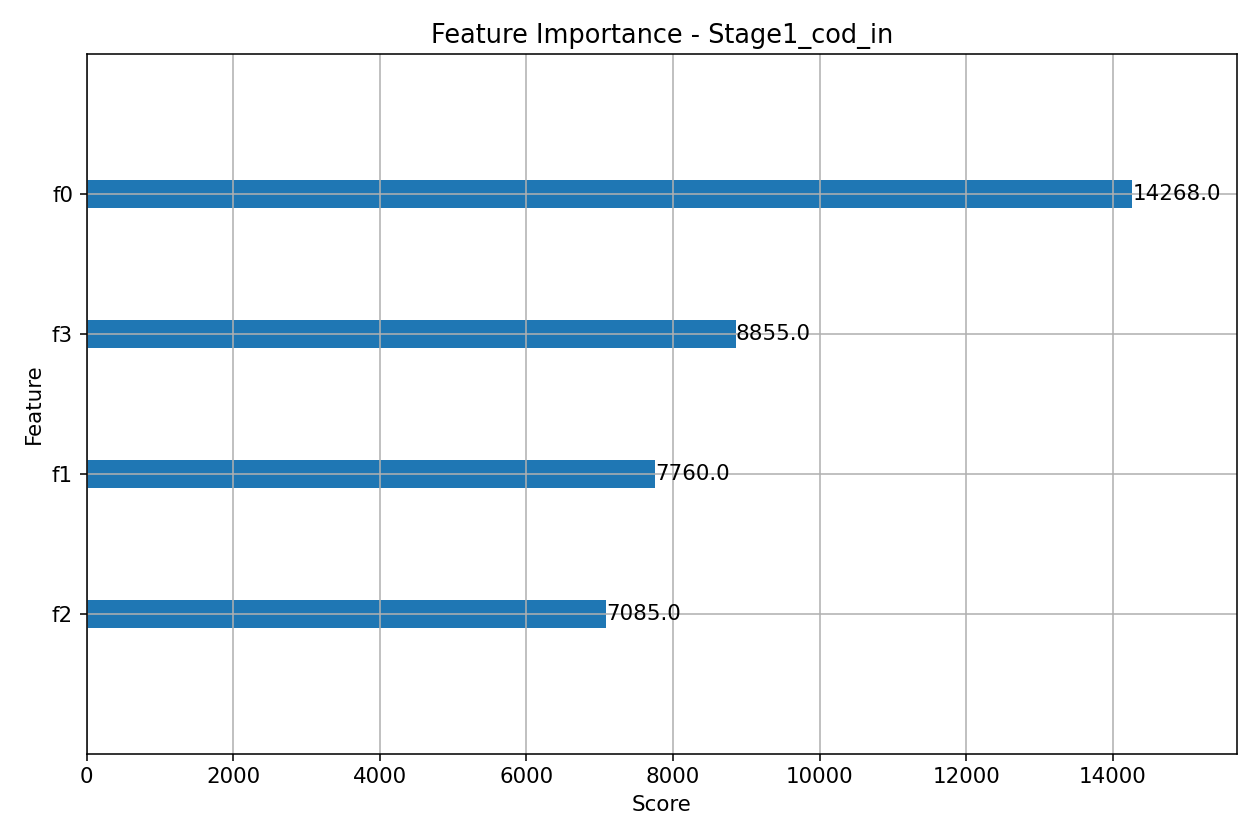 Feature Importance - Stage1_cod_in
Feature
f0
14268.0
f3
8855.0
f1
7760.0
f2
7085.0
0 2000 4000 6000 8000 10000 12000 14000
Score